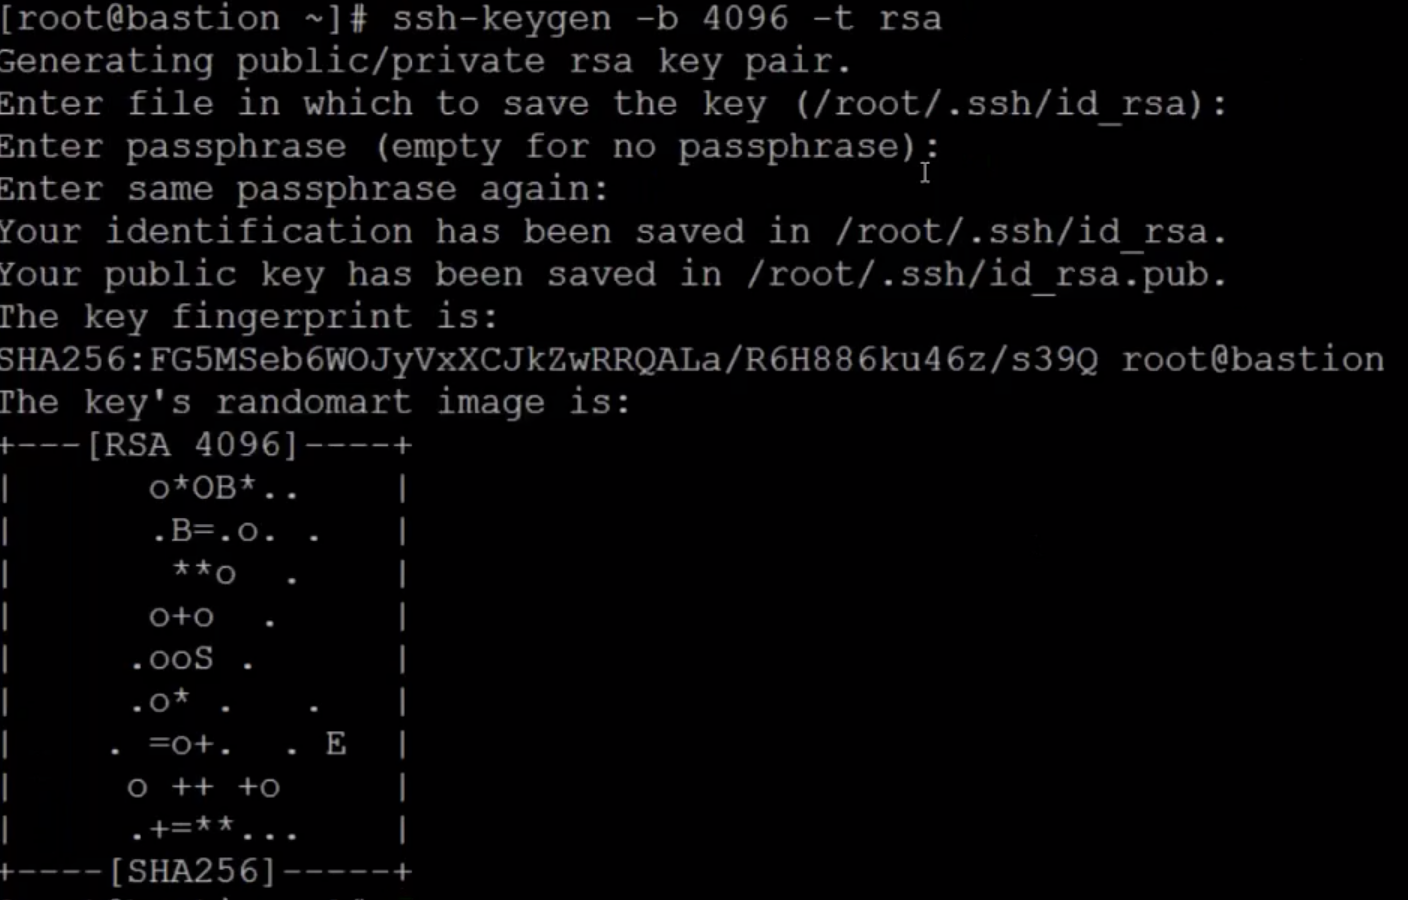 [root@bastion ~]# ssh-keygen -b 4096 -t rsa
Generating public/private rsa key pair.
Enter file in which to save the key (/root/.ssh/id_rsa):
Enter passphrase (empty for no passphrase):
Enter same passphrase again:
Your identification has been saved in /root/.ssh/id_rsa.
Your public key has been saved in /root/.ssh/id_rsa.pub.
The key fingerprint is:
SHA256:FG5MSeb6WOJyVxXCJkZwRRQALa/R6H886ku46z/s39Q root@bastion
The key's randomart image is:
+---[RSA 4096]----+
|      o*OB*..    |
|      .B=.o. .   |
|       **o  .    |
|      o+o  .     |
|     .ooS .      |
|     .o* .   .   |
|    . =o+.  . E  |
|     o ++ +o     |
|     .+=**...    |
+----[SHA256]-----+